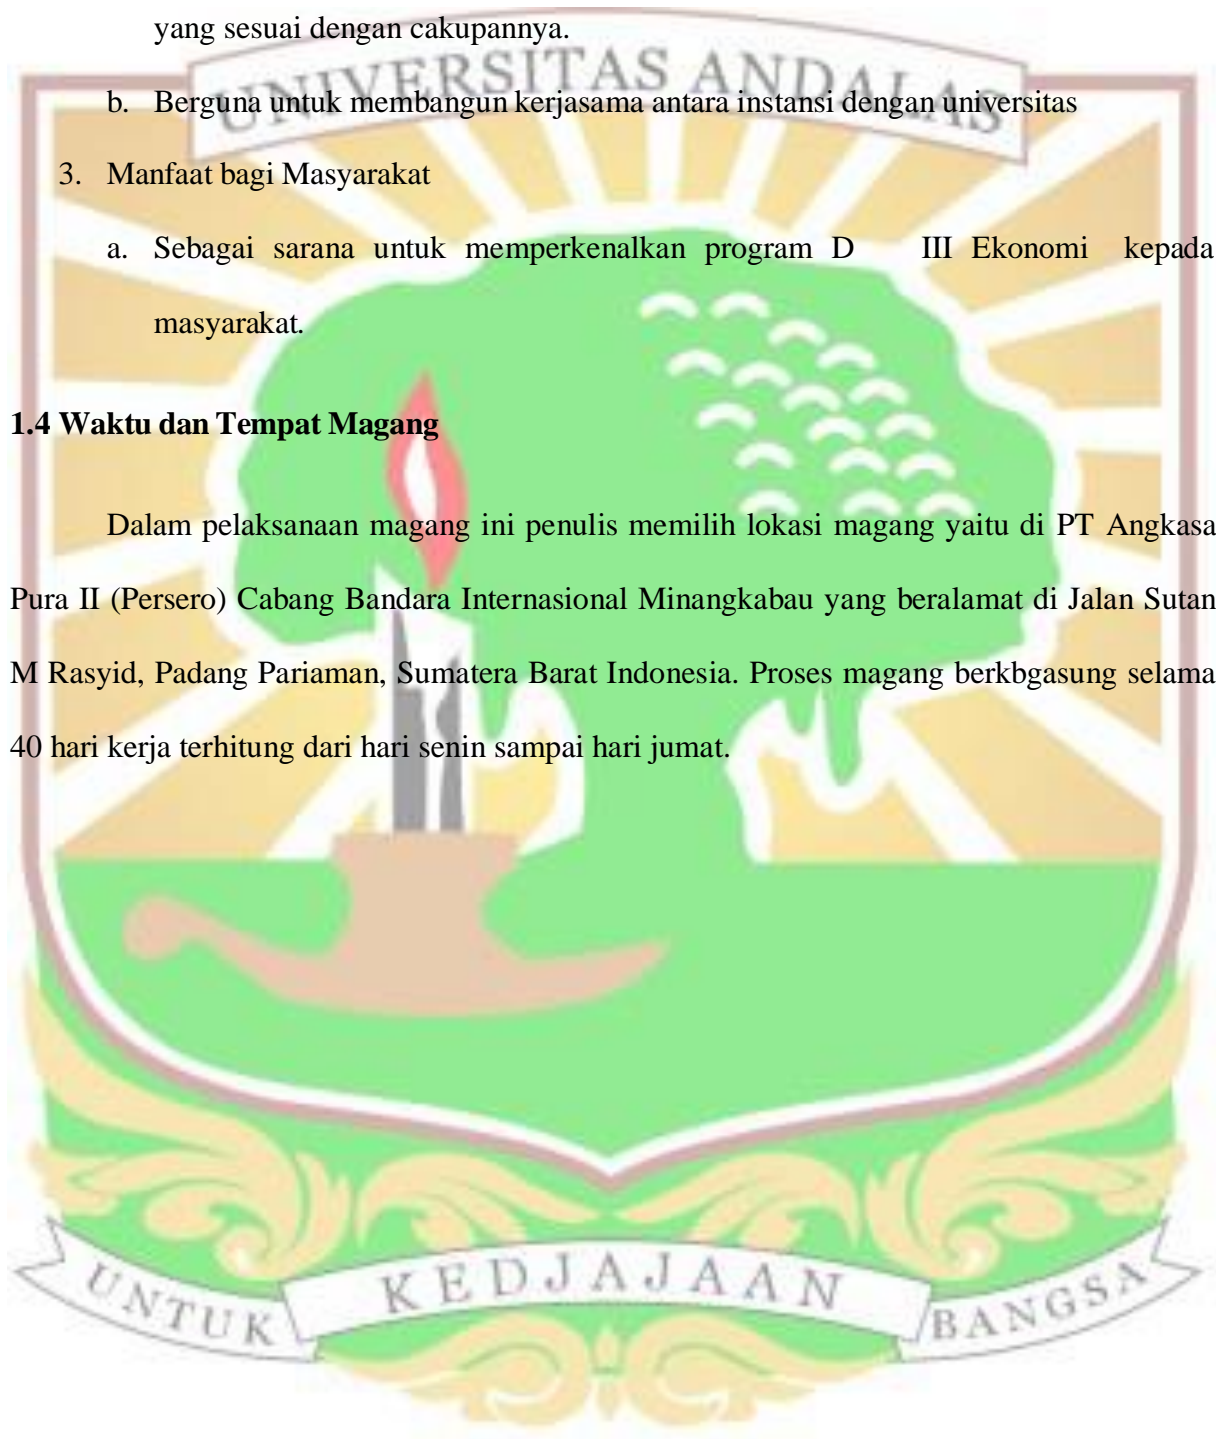 yang sesuai dengan cakupannya.
UNIVERSITAS ANDALAS
b. Berguna untuk membangun kerjasama antara instansi dengan universitas
3. Manfaat bagi Masyarakat
a. Sebagai sarana untuk memperkenalkan program D III Ekonomi kepada
masyarakat.
1.4 Waktu dan Tempat Magang
Dalam pelaksanaan magang ini penulis memilih lokasi magang yaitu di PT Angkasa
Pura II (Persero) Cabang Bandara Internasional Minangkabau yang beralamat di Jalan Sutan
M Rasyid, Padang Pariaman, Sumatera Barat Indonesia. Proses magang berkbgasung selama
40 hari kerja terhitung dari hari senin sampai hari jumat.
UNTUK KEDJAJAAN BANGSA